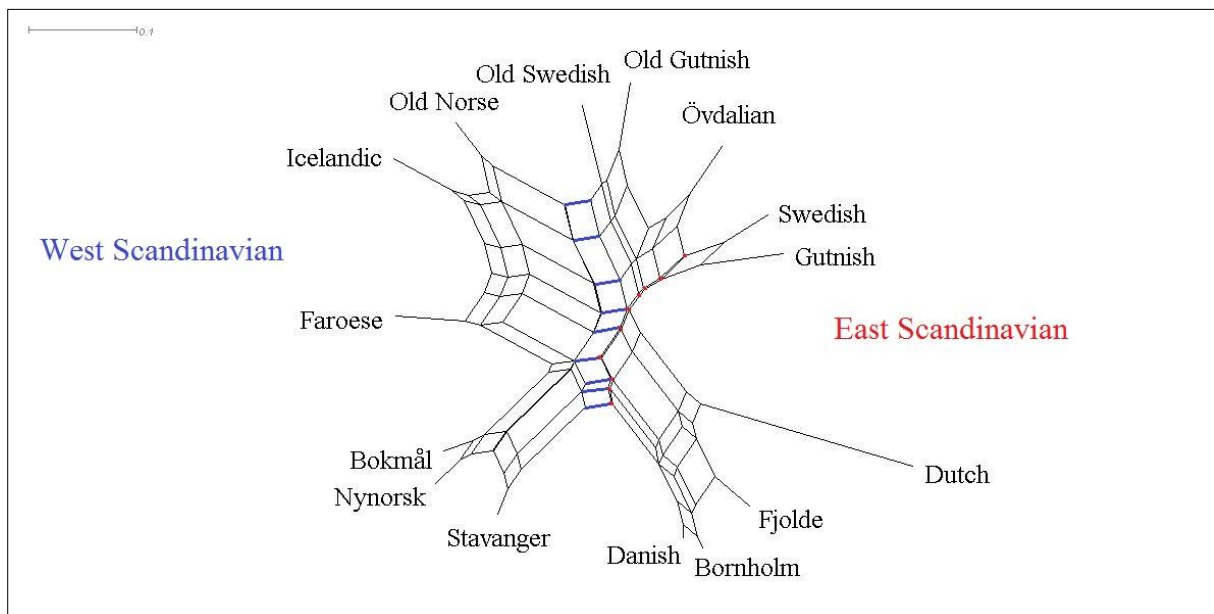 0.1
Old Gutnish
Old Swedish
Old Norse
Övdalian
Icelandic
Swedish
West Scandinavian
Gutnish
Faroese
East Scandinavian
Bokmål
Dutch
Nynorsk
Fjolde
Stavanger
Danish
Bornholm